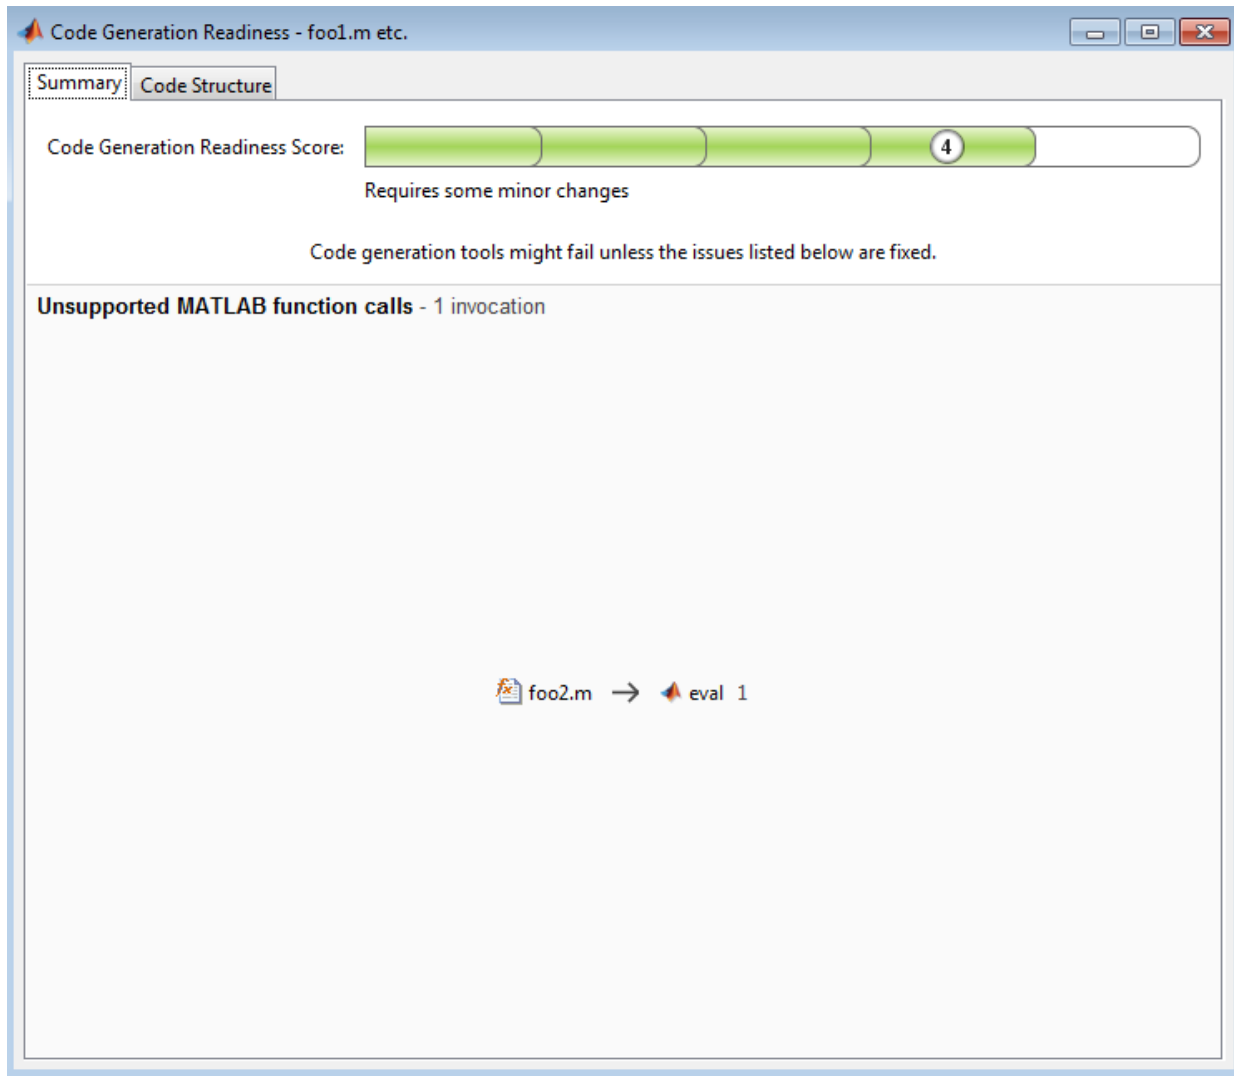 Code Generation Readiness - foo1.m etc.
Summary Code Structure
Code Generation Readiness Score: 4
Requires some minor changes
Code generation tools might fail unless the issues listed below are fixed.
Unsupported MATLAB function calls - 1 invocation
foo2.m → eval 1